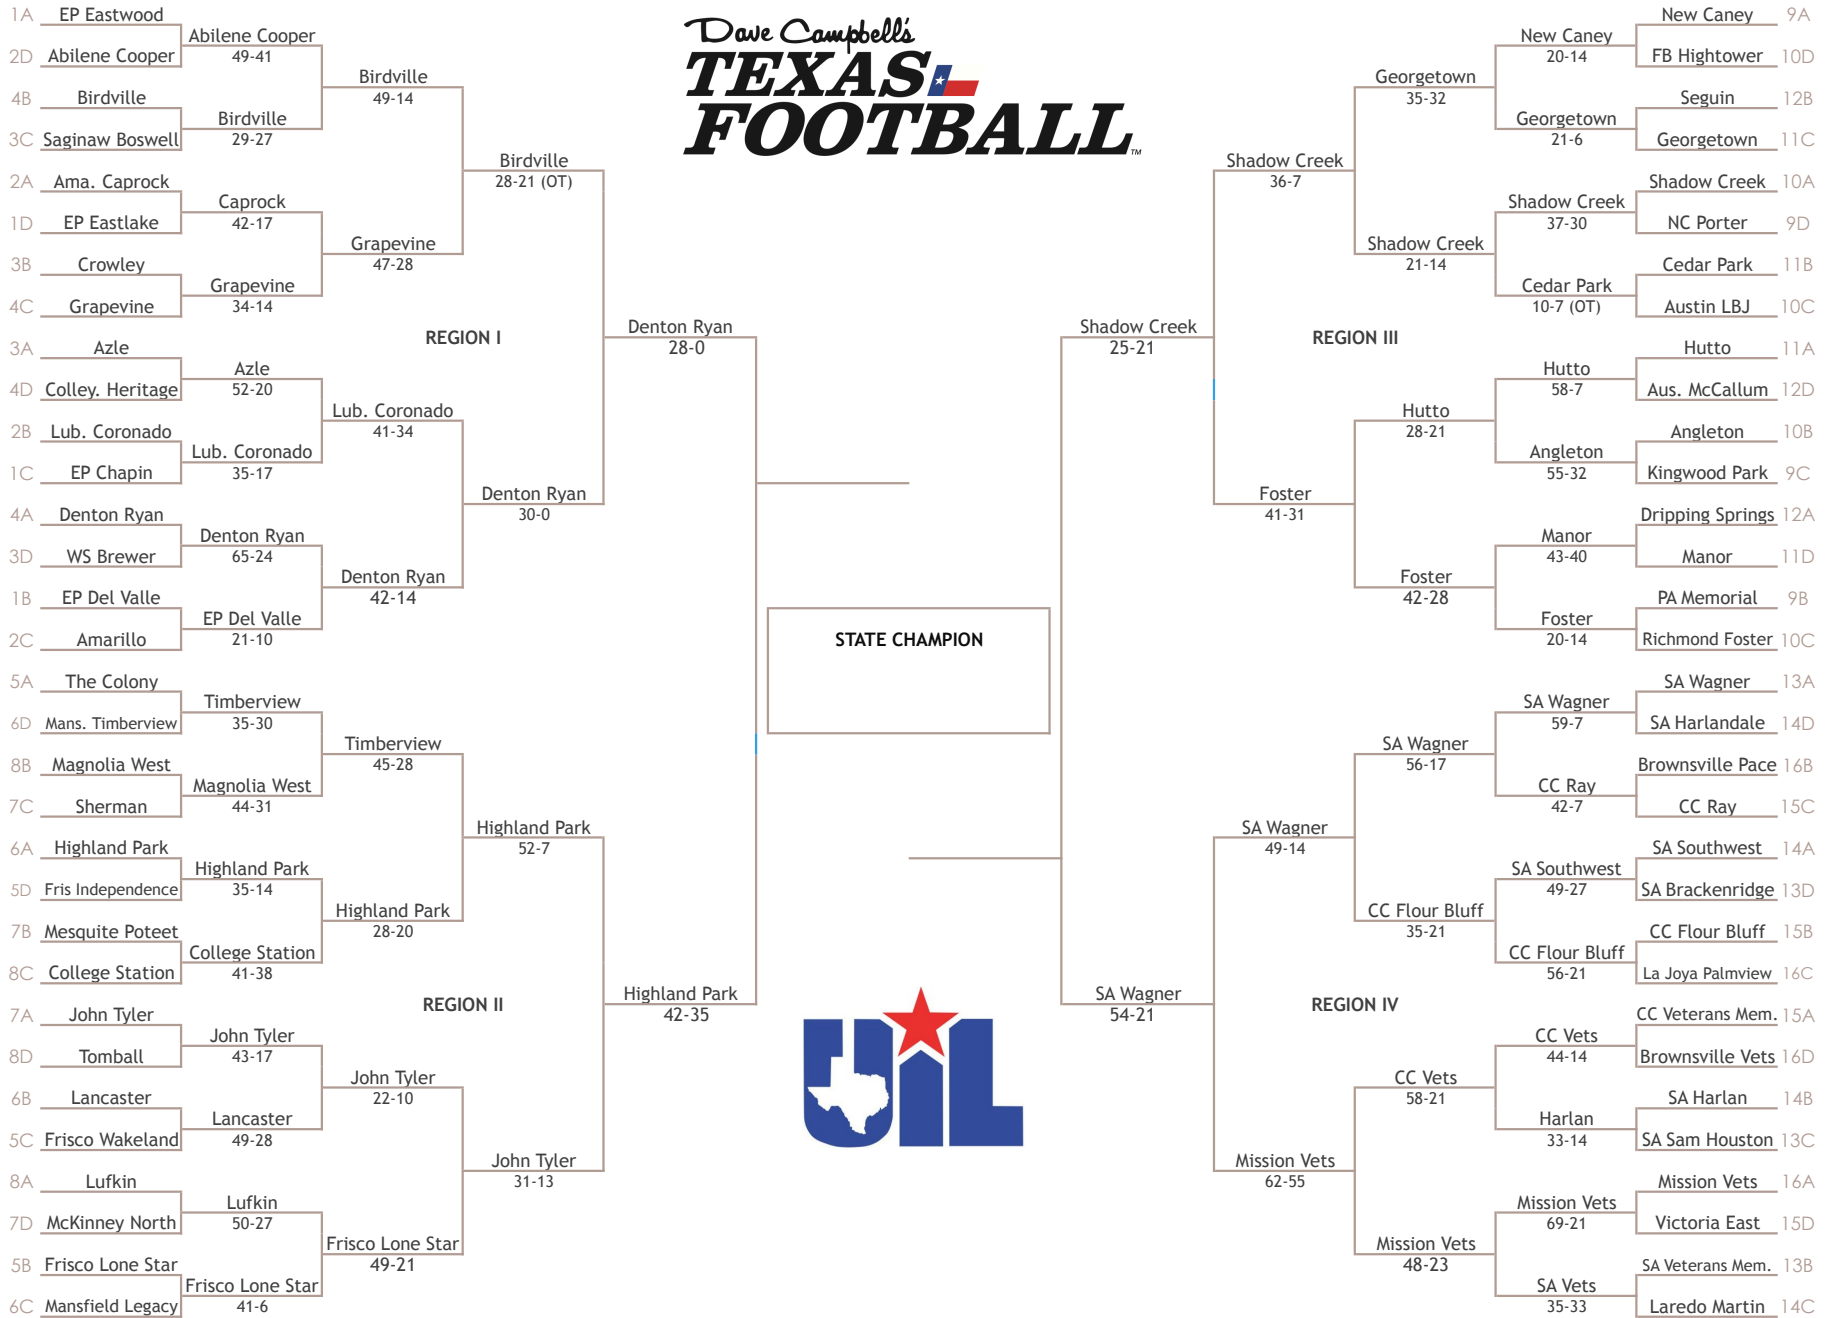 Dave Campbell's
TEXAS
FOOTBALL™
1A EP Eastwood
2D Abilene Cooper
4B Birdville
3C Saginaw Boswell
2A Ama. Caprock
1D EP Eastlake
3B Crowley
4C Grapevine
3A Azle
4D Colley. Heritage
2B Lub. Coronado
1C EP Chapin
4A Denton Ryan
3D WS Brewer
1B EP Del Valle
2C Amarillo
5A The Colony
6D Mans. Timberview
8B Magnolia West
7C Sherman
6A Highland Park
5D Fris Independence
7B Mesquite Poteet
8C College Station
7A John Tyler
8D Tomball
6B Lancaster
5C Frisco Wakeland
8A Lufkin
7D McKinney North
5B Frisco Lone Star
6C Mansfield Legacy
Abilene Cooper
49-41
Birdville
29-27
Caprock
42-17
Grapevine
34-14
Azle
52-20
Lub. Coronado
35-17
Denton Ryan
65-24
EP Del Valle
21-10
Timberview
35-30
Magnolia West
44-31
Highland Park
35-14
College Station
41-38
John Tyler
43-17
Lancaster
49-28
Lufkin
50-27
Frisco Lone Star
41-6
Birdville
49-14
Grapevine
47-28
Lub. Coronado
41-34
Denton Ryan
42-14
Timberview
45-28
Highland Park
28-20
John Tyler
22-10
Frisco Lone Star
49-21
REGION I
REGION II
Birdville
28-21 (OT)
Denton Ryan
30-0
Highland Park
52-7
John Tyler
31-13
Denton Ryan
28-0
Highland Park
42-35
STATE CHAMPION
UIL
Shadow Creek
25-21
SA Wagner
54-21
Shadow Creek
36-7
Foster
41-31
SA Wagner
49-14
Mission Vets
62-55
REGION III
REGION IV
Georgetown
35-32
Shadow Creek
21-14
Hutto
28-21
Foster
42-28
SA Wagner
56-17
CC Flour Bluff
35-21
CC Vets
58-21
Mission Vets
48-23
New Caney
20-14
Georgetown
21-6
Shadow Creek
37-30
Cedar Park
10-7 (OT)
Hutto
58-7
Angleton
55-32
Manor
43-40
Foster
20-14
SA Wagner
59-7
CC Ray
42-7
SA Southwest
49-27
CC Flour Bluff
56-21
CC Vets
44-14
Harlan
33-14
Mission Vets
69-21
SA Vets
35-33
New Caney 9A
FB Hightower 10D
Seguin 12B
Georgetown 11C
Shadow Creek 10A
NC Porter 9D
Cedar Park 11B
Austin LBJ 10C
Hutto 11A
Aus. McCallum 12D
Angleton 10B
Kingwood Park 9C
Dripping Springs 12A
Manor 11D
PA Memorial 9B
Richmond Foster 10C
SA Wagner 13A
SA Harlandale 14D
Brownsville Pace 16B
CC Ray 15C
SA Southwest 14A
SA Brackenridge 13D
CC Flour Bluff 15B
La Joya Palmview 16C
CC Veterans Mem. 15A
Brownsville Vets 16D
SA Harlan 14B
SA Sam Houston 13C
Mission Vets 16A
Victoria East 15D
SA Veterans Mem. 13B
Laredo Martin 14C